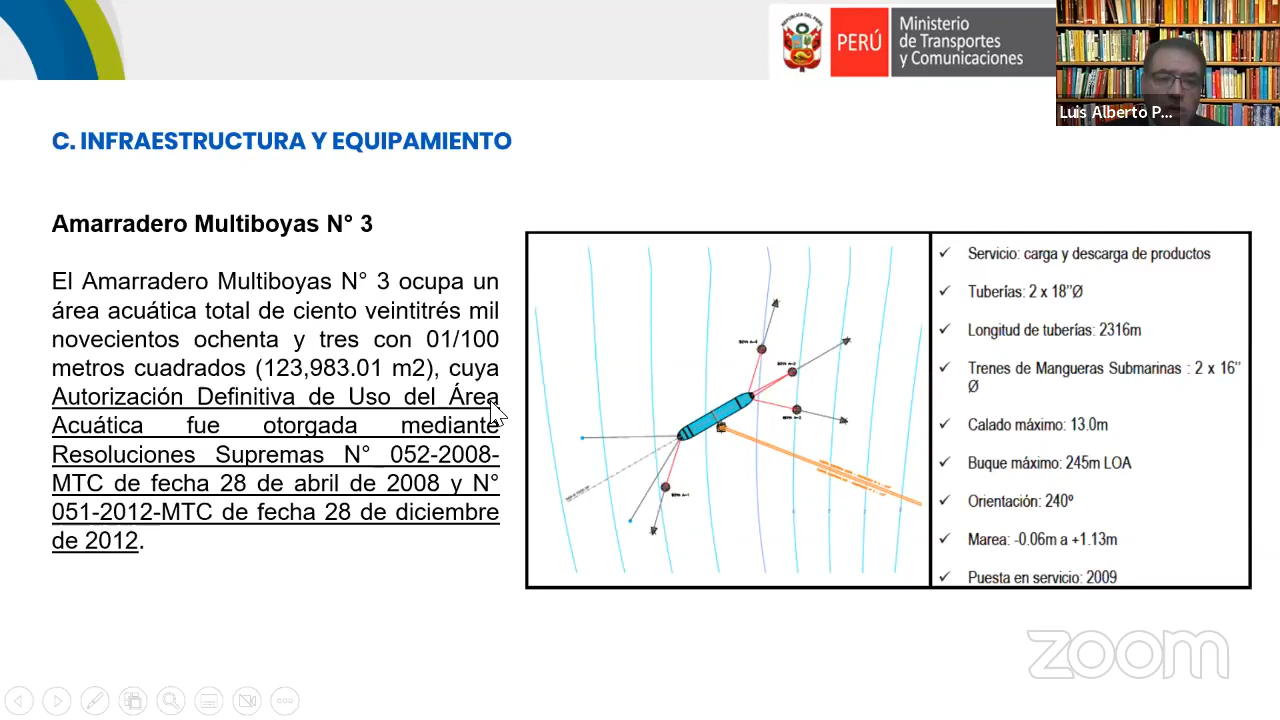 PERÚ
Ministerio
de Transportes
y Comunicaciones
Luis Alberto P...
C. INFRAESTRUCTURA Y EQUIPAMIENTO
Amarradero Multiboyas N° 3
El Amarradero Multiboyas N° 3 ocupa un
área acuática total de ciento veintitrés mil
novecientos ochenta y tres con 01/100
metros cuadrados (123,983.01 m2), cuya
Autorización Definitiva de Uso del Área
Acuática fue otorgada mediante
Resoluciones Supremas N° 052-2008-
MTC de fecha 28 de abril de 2008 y N°
051-2012-MTC de fecha 28 de diciembre
de 2012.
Servicio: carga y descarga de productos
Tuberías: 2 x 18"Ø
Longitud de tuberías: 2316m
Trenes de Mangueras Submarinas : 2 x 16"
Ø
Calado máximo: 13.0m
Buque máximo: 245m LOA
Orientación: 240º
Marea: -0.06m a +1.13m
Puesta en servicio: 2009
zoom